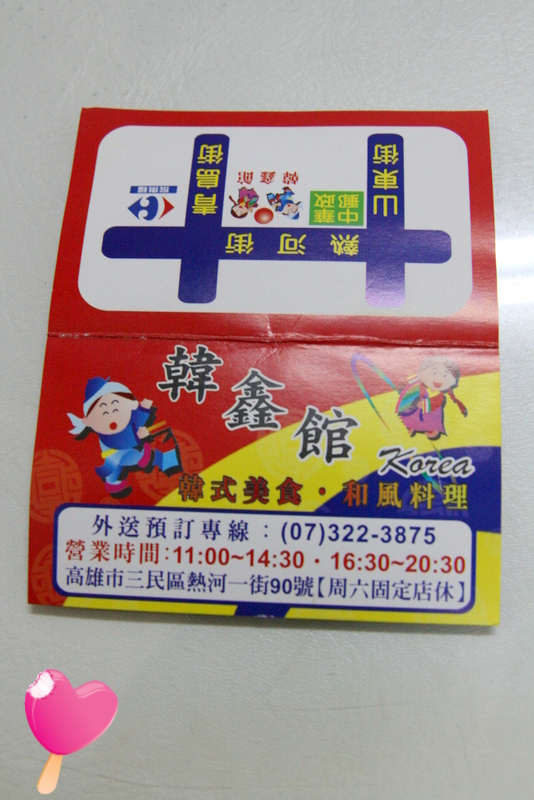 青島街
山東街
家樂福
韓鑫館
中華郵政
熱河街
韓鑫館
Korea
韓式美食・和風料理
外送預訂專線：(07)322-3875
營業時間：11:00~14:30・16:30~20:30
高雄市三民區熱河一街90號【周六固定店休】